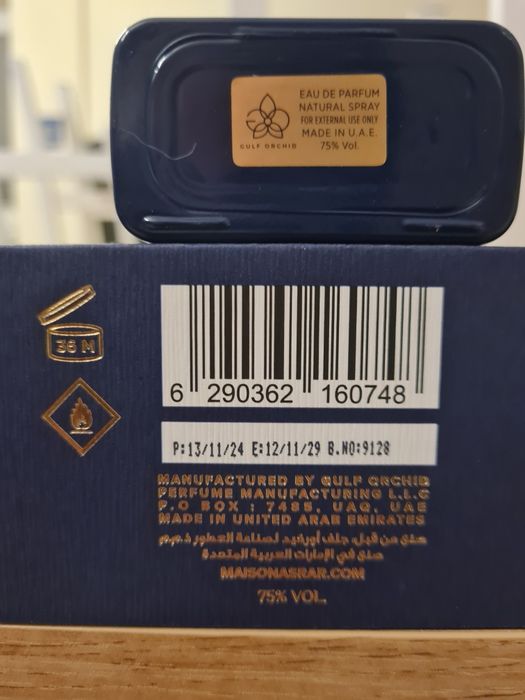 EAU DE PARFUM
NATURAL SPRAY
FOR EXTERNAL USE ONLY
MADE IN U.A.E.
75% Vol.
GULF ORCHID
36 M
6 290362 160748
P:13/11/24 E:12/11/29 B.NO:9128
MANUFACTURED BY GULF ORCHID
PERFUME MANUFACTURING L.L.C
P.O BOX : 7485, UAQ, UAE
MADE IN UNITED ARAB EMIRATES
صنع من قبل، جلف أوركيد لصناعة العطور ذ.م.م
صنع في الإمارات العربية المتحدة
MAISONASRAR.COM
75% VOL.